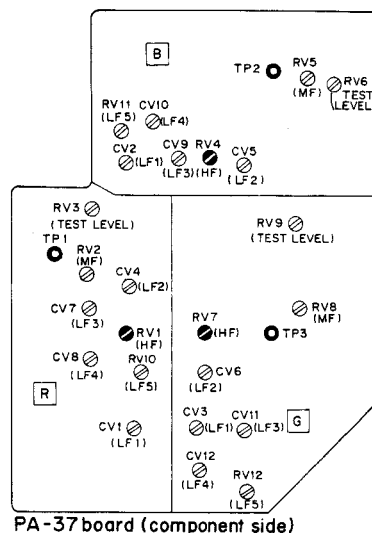 B
TP2
RV5
(MF)
RV6
TEST
LEVEL)
RV11
(LF5)
CV10
(LF4)
CV2
(LF1)
CV9
(LF3)
RV4
(HF)
CV5
(LF2)
RV3
(TEST LEVEL)
TP1
RV2
(MF)
CV4
(LF2)
CV7
(LF3)
RV1
(HF)
CV8
(LF4)
RV10
(LF5)
R
CV1
(LF1)
RV9
(TEST LEVEL)
RV8
(MF)
RV7
(HF)
TP3
CV6
(LF2)
CV3
(LF1)
CV11
(LF3)
G
CV12
(LF4)
RV12
(LF5)
PA-37 board (component side)